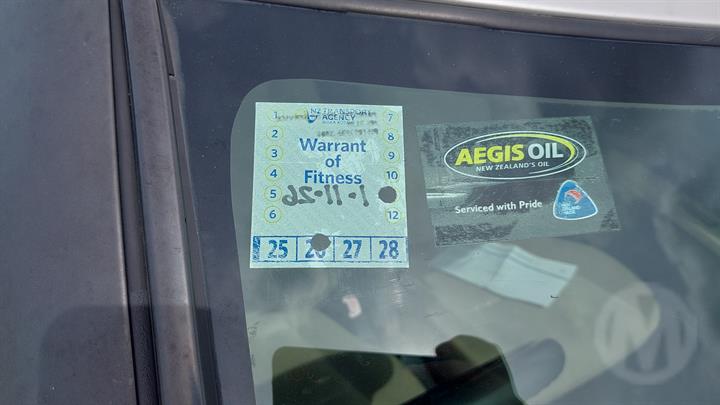 NZ TRANSPORT
AGENCY
1 7
2
3 9
4 10
5
6 12
Warrant
of
Fitness
1-11-26
25 26 27 28
AEGIS OIL
NEW ZEALAND'S OIL
Serviced with Pride
M